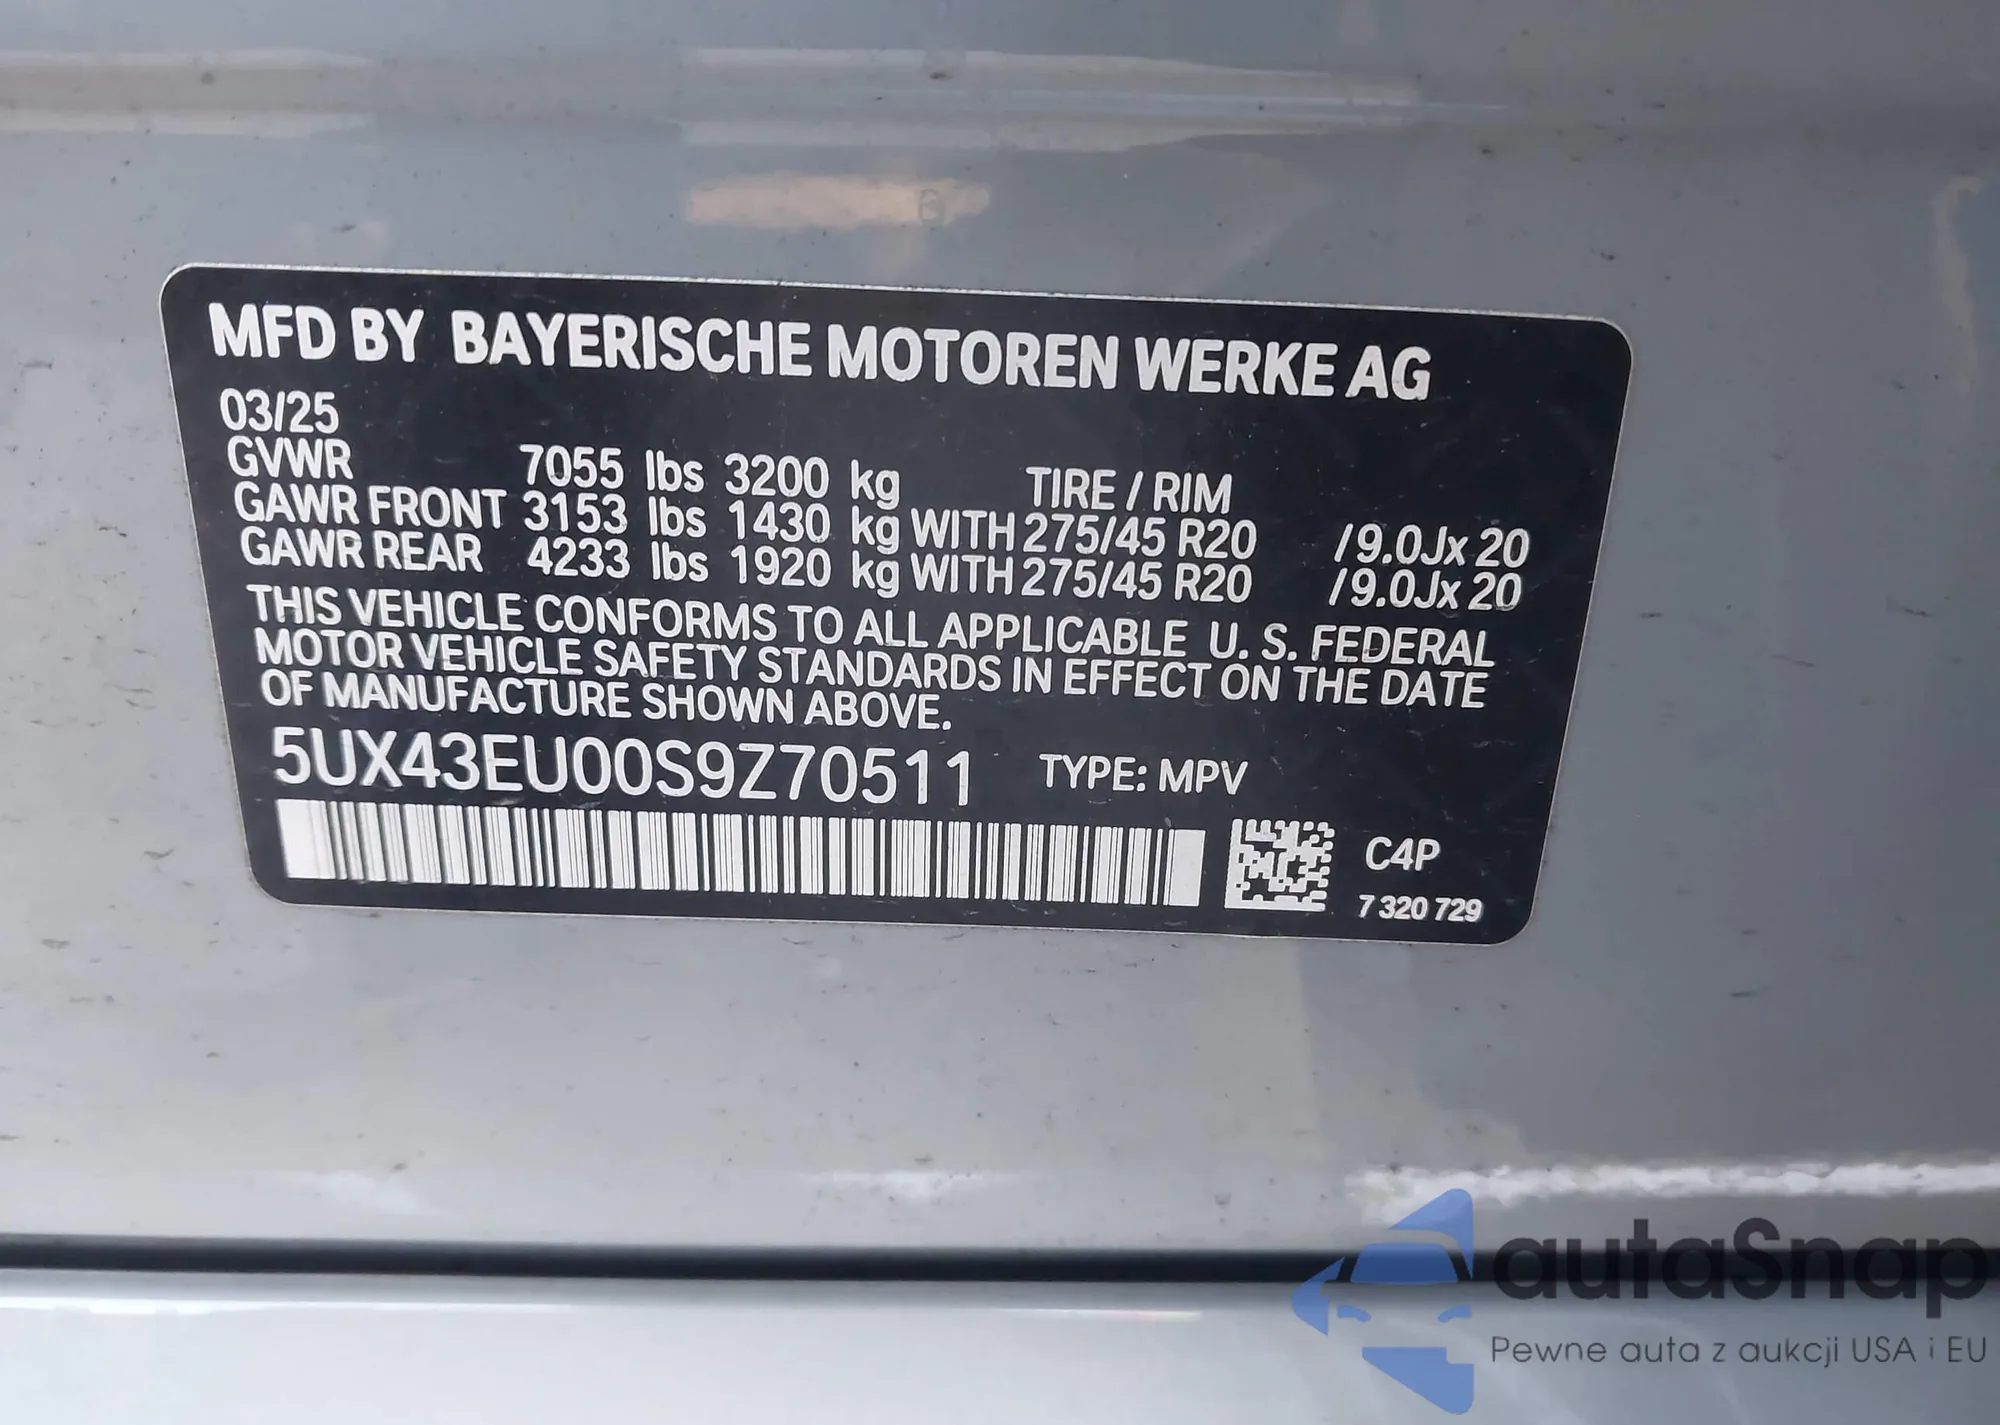 MFD BY BAYERISCHE MOTOREN WERKE AG
03/25
GVWR 7055 lbs 3200 kg TIRE / RIM
GAWR FRONT 3153 lbs 1430 kg WITH 275/45 R20 / 9.0Jx 20
GAWR REAR 4233 lbs 1920 kg WITH 275/45 R20 / 9.0Jx 20
THIS VEHICLE CONFORMS TO ALL APPLICABLE U. S. FEDERAL
MOTOR VEHICLE SAFETY STANDARDS IN EFFECT ON THE DATE
OF MANUFACTURE SHOWN ABOVE.
5UX43EU00S9Z70511 TYPE: MPV
C4P
7 320 729
autaSnap
Pewne auta z aukcji USA i EU